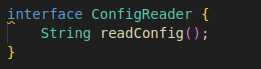 interface ConfigReader {
    String readConfig();
}